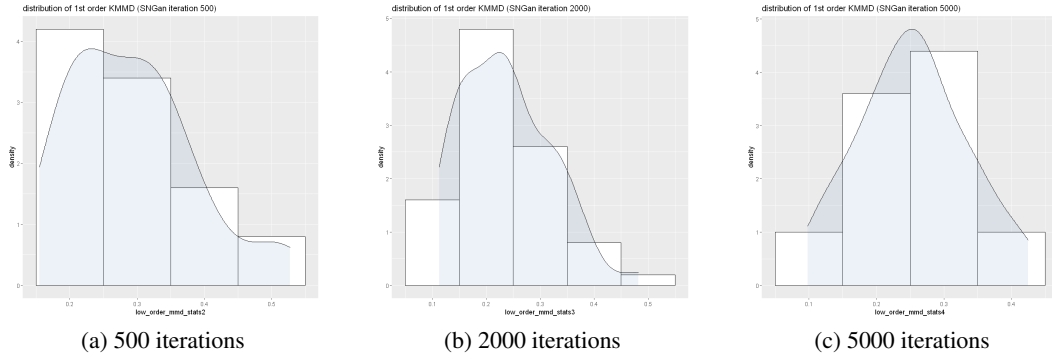 distribution of 1st order KMMD (SNGan iteration 500)
4
3
2
1
0
density
0.2 0.3 0.4 0.5
low_order_mmd_stats2
(a) 500 iterations
distribution of 1st order KMMD (SNGan iteration 2000)
5
4
3
2
1
0
density
0.1 0.2 0.3 0.4 0.5
low_order_mmd_stats3
(b) 2000 iterations
distribution of 1st order KMMD (SNGan iteration 5000)
5
4
3
2
1
0
density
0.1 0.2 0.3 0.4
low_order_mmd_stats4
(c) 5000 iterations